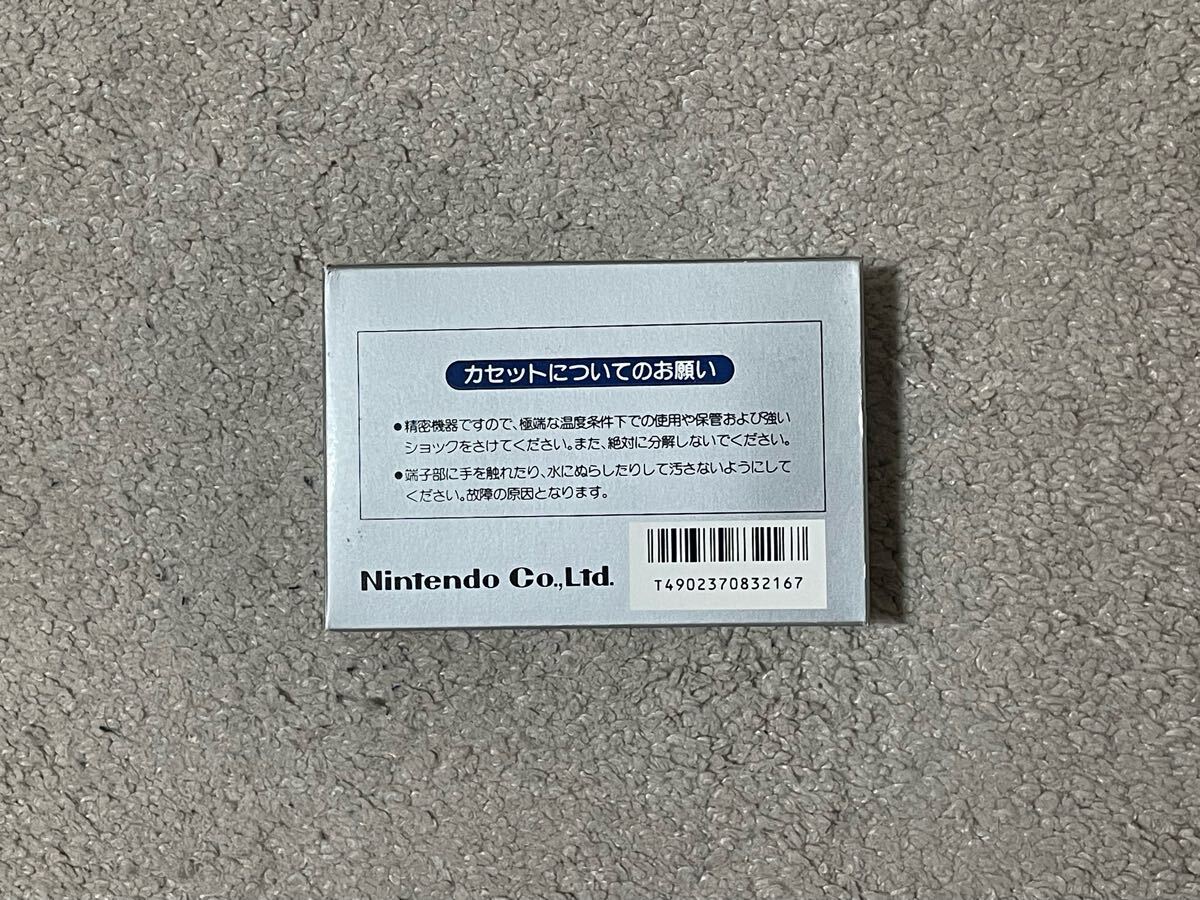 カセットについてのお願い
●精密機器ですので、極端な温度条件下での使用や保管および強い
ショックをさけてください。また、絶対に分解しないでください。
●端子部に手を触れたり、水にぬらしたりして汚さないようにして
ください。故障の原因となります。
Nintendo Co.,Ltd.
T4902370832167